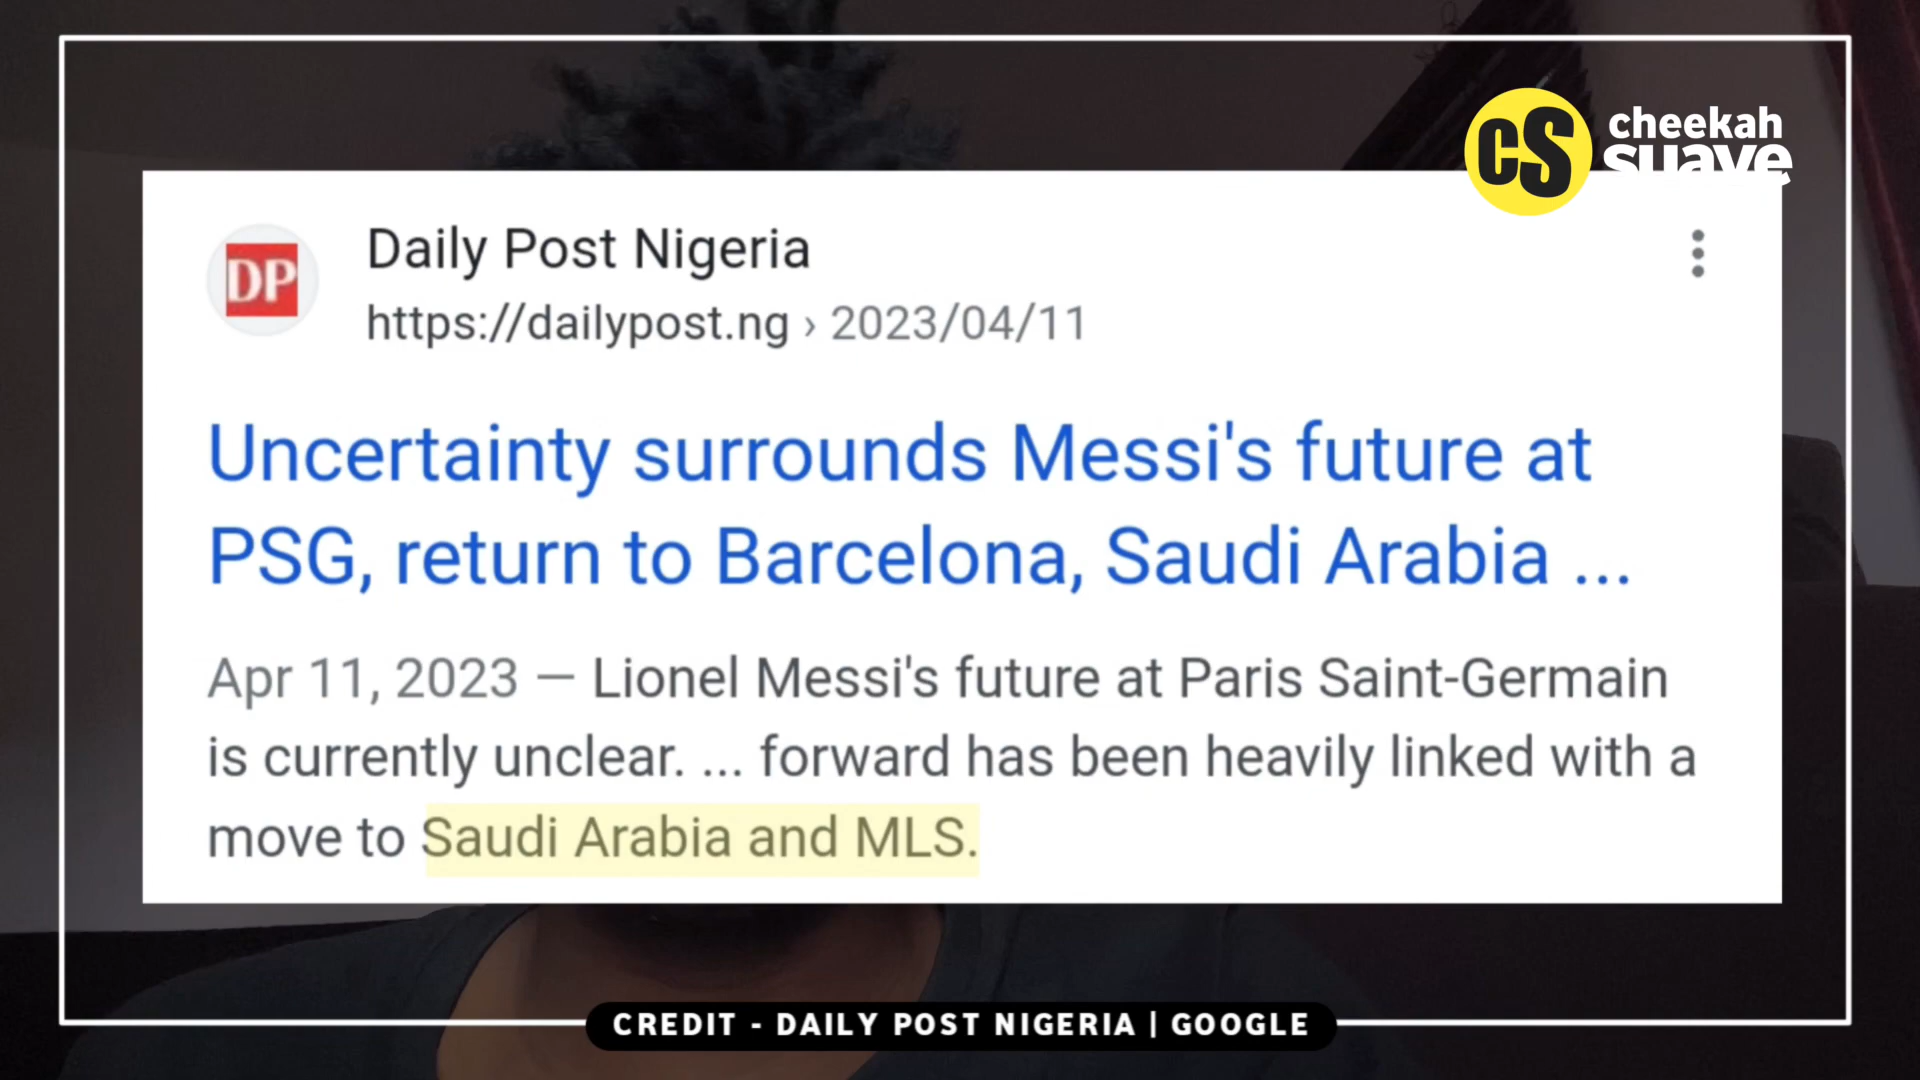 CS
cheekah
suave
DP
Daily Post Nigeria
https://dailypost.ng › 2023/04/11
Uncertainty surrounds Messi's future at
PSG, return to Barcelona, Saudi Arabia ...
Apr 11, 2023 — Lionel Messi's future at Paris Saint-Germain
is currently unclear. ... forward has been heavily linked with a
move to Saudi Arabia and MLS.
CREDIT - DAILY POST NIGERIA | GOOGLE